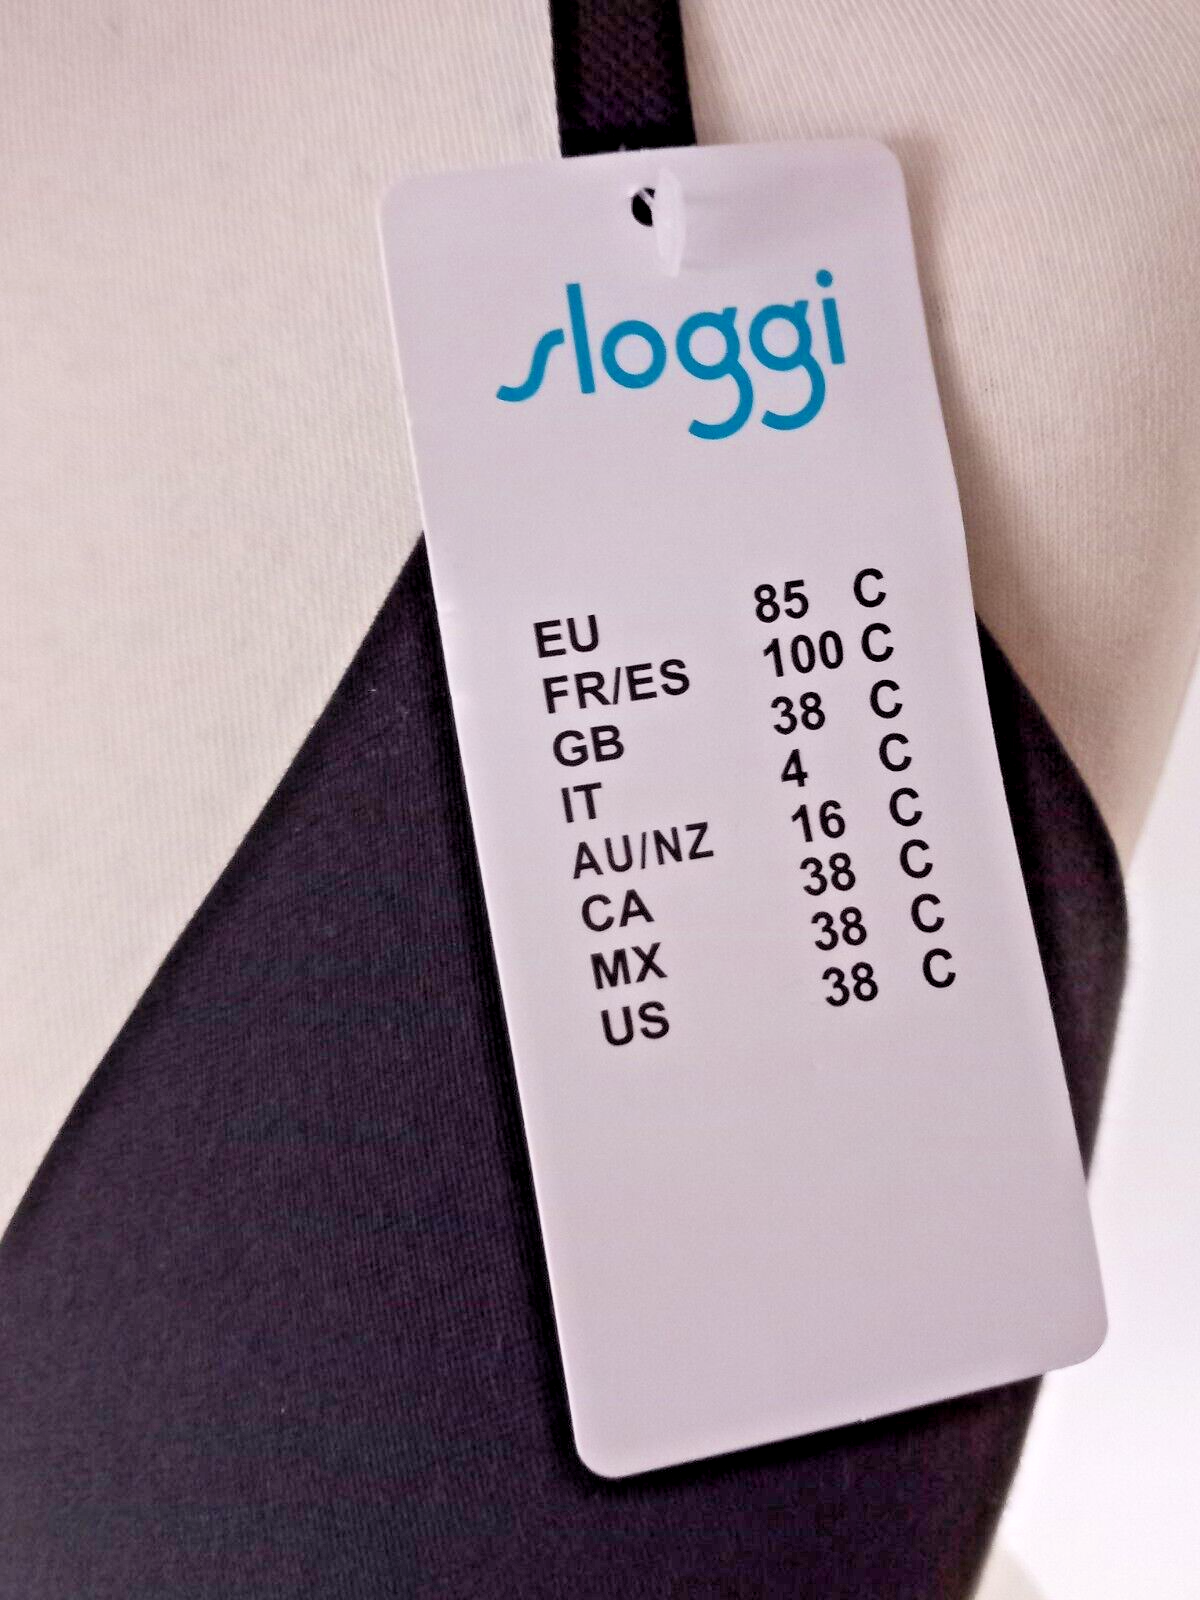 sloggi
EU 85 C
FR/ES 100 C
GB 38 C
IT 4 C
AU/NZ 16 C
CA 38 C
MX 38 C
US 38 C